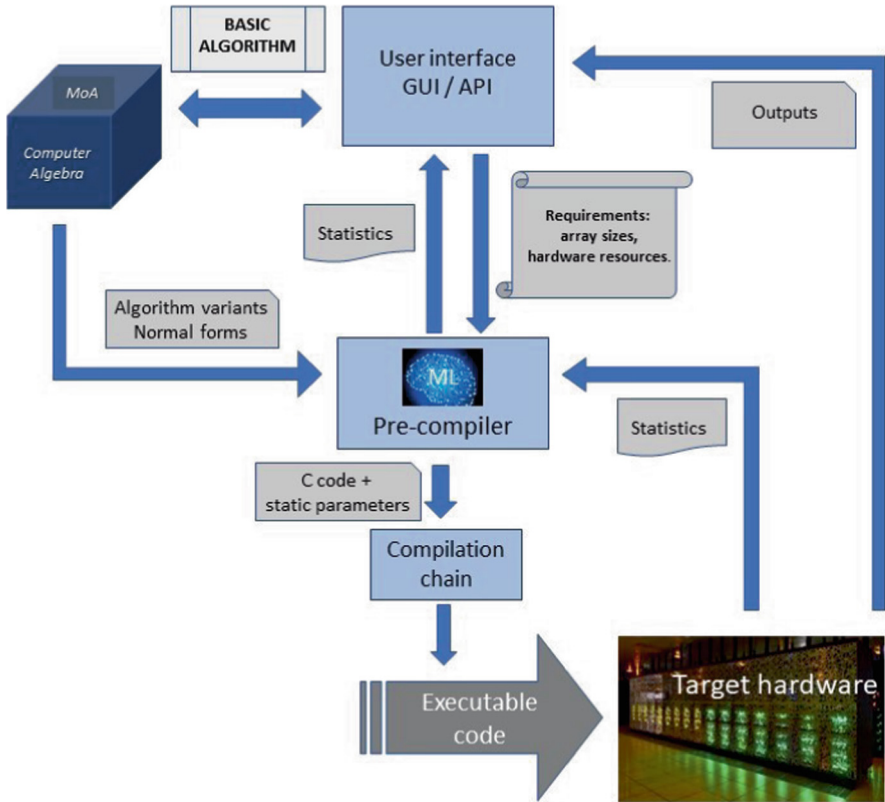 BASIC
ALGORITHM
User interface
GUI / API
MoA
Computer
Algebra
Outputs
Statistics
Requirements:
array sizes,
hardware resources.
Algorithm variants
Normal forms
ML
Pre-compiler
Statistics
C code +
static parameters
Compilation
chain
Executable
code
Target hardware